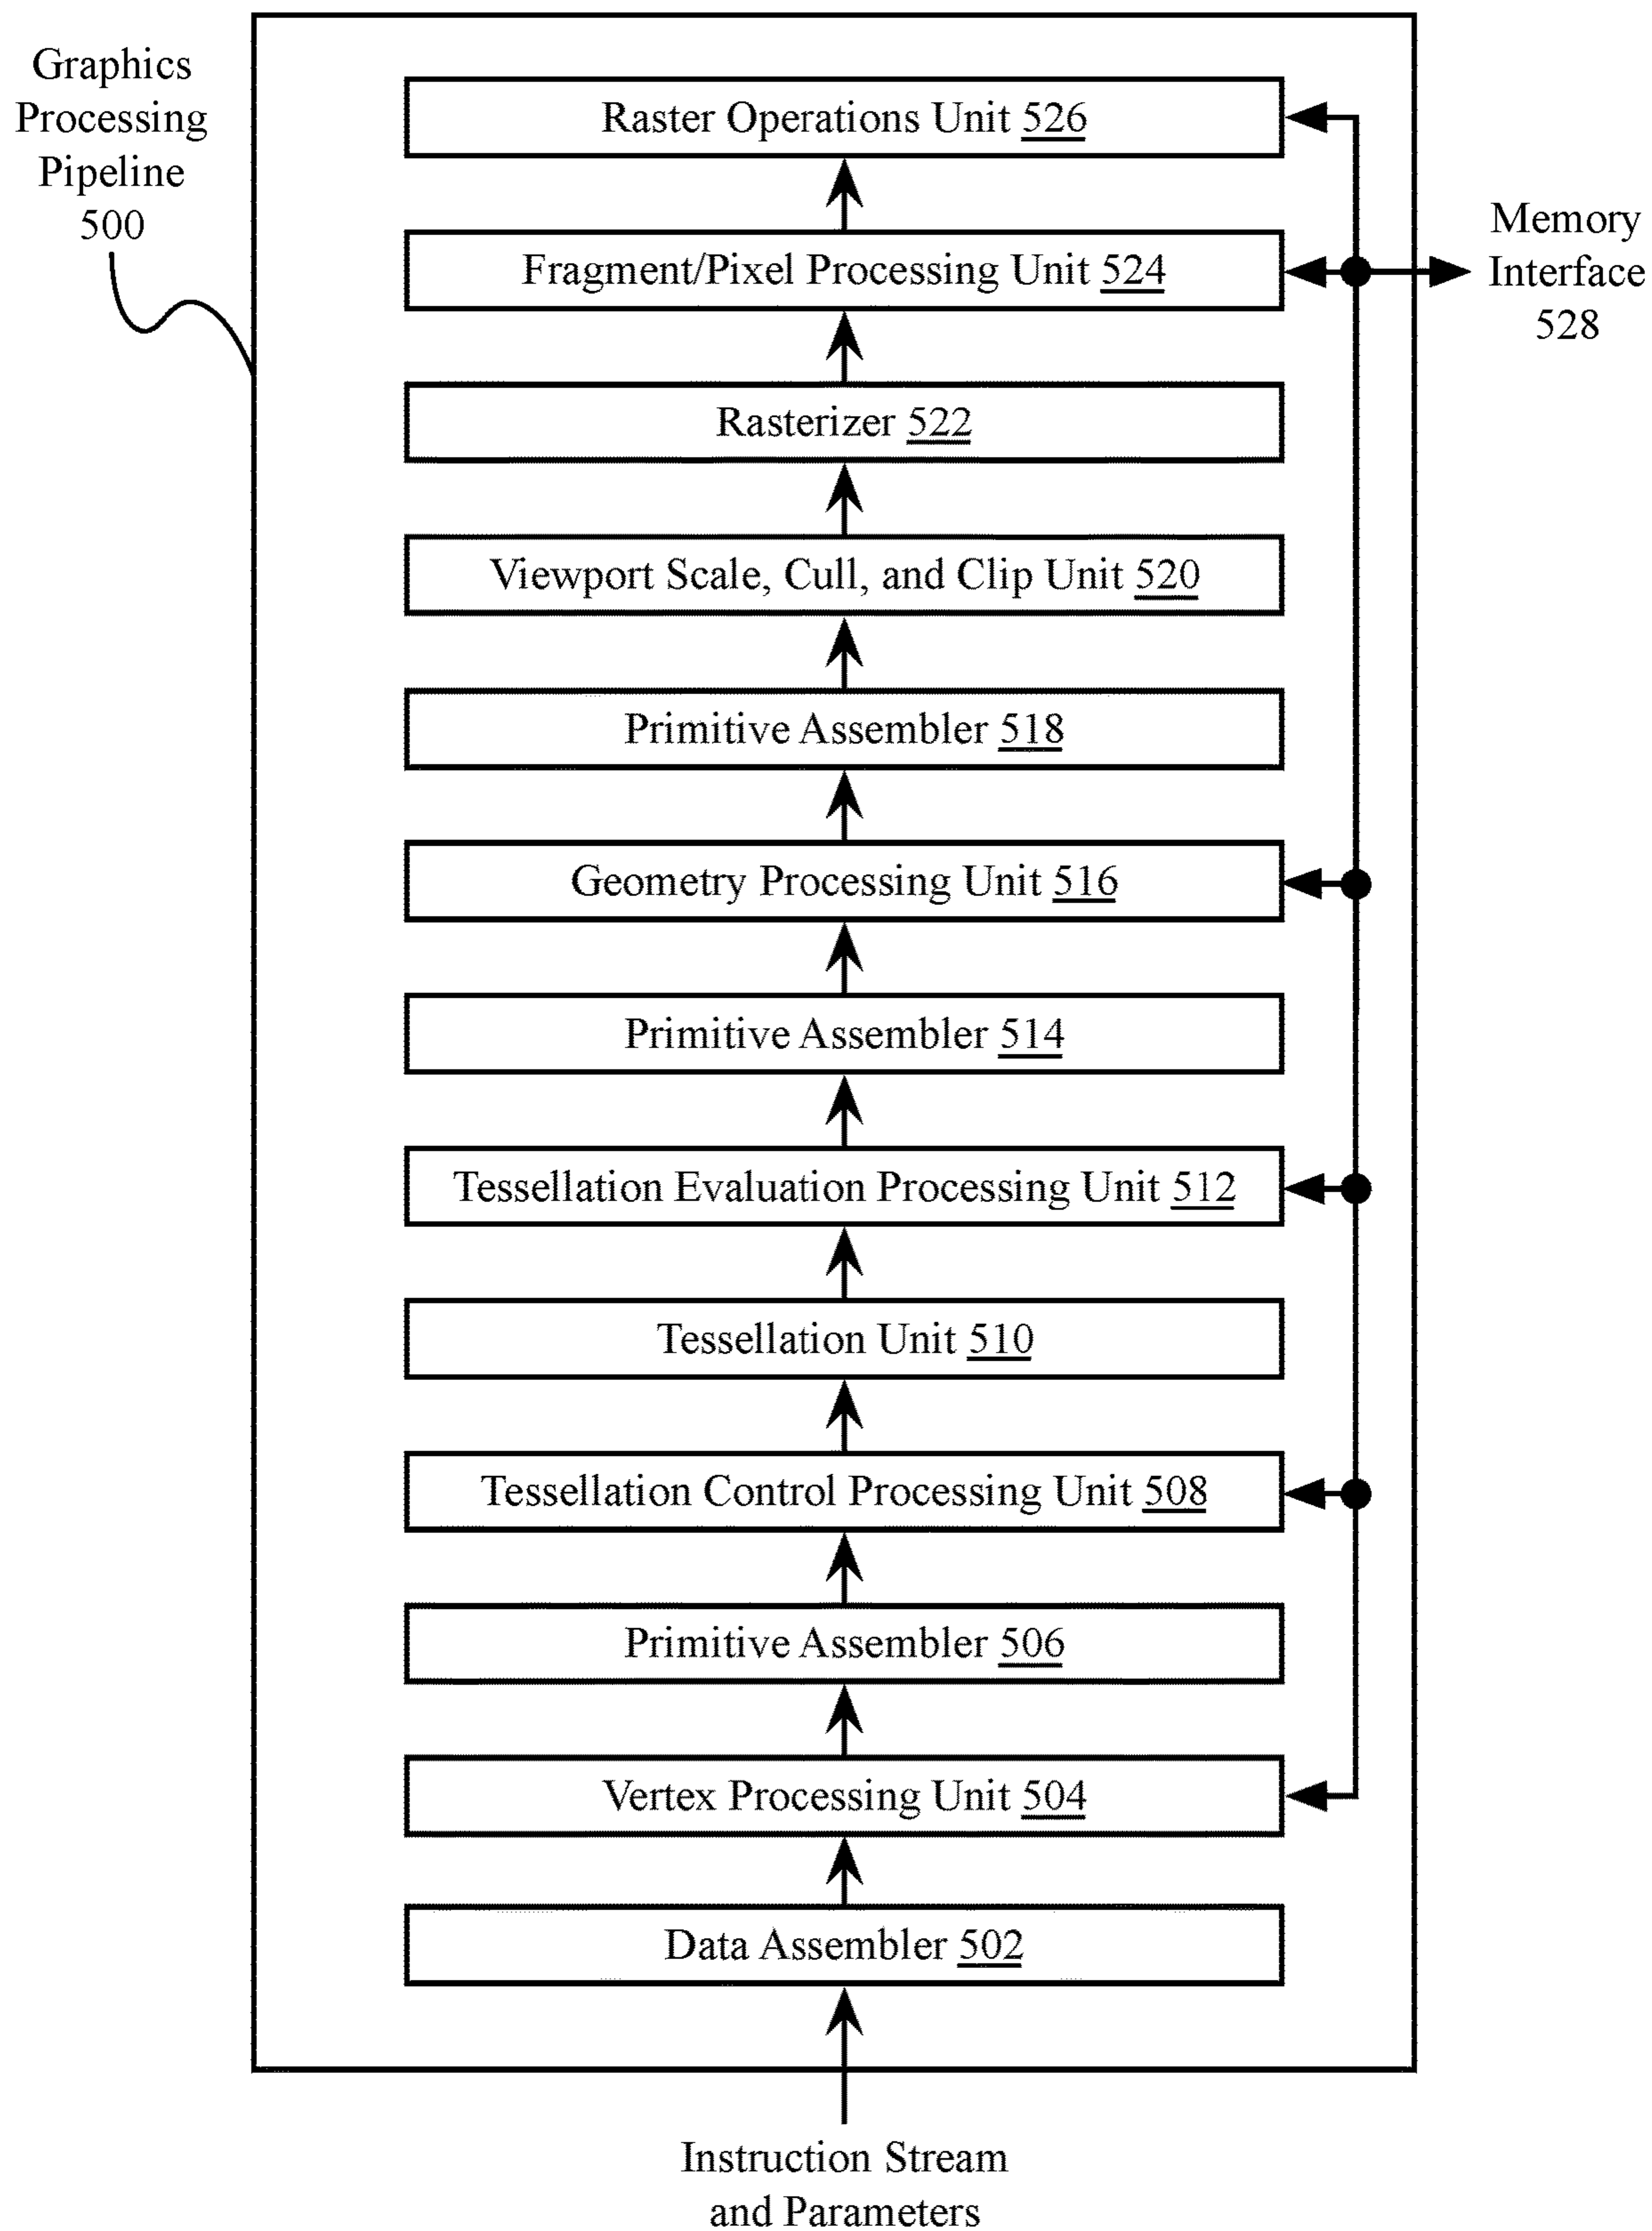 Graphics
Processing
Pipeline
500
Raster Operations Unit 526
Fragment/Pixel Processing Unit 524
Memory
Interface
528
Rasterizer 522
Viewport Scale, Cull, and Clip Unit 520
Primitive Assembler 518
Geometry Processing Unit 516
Primitive Assembler 514
Tessellation Evaluation Processing Unit 512
Tessellation Unit 510
Tessellation Control Processing Unit 508
Primitive Assembler 506
Vertex Processing Unit 504
Data Assembler 502
Instruction Stream
and Parameters